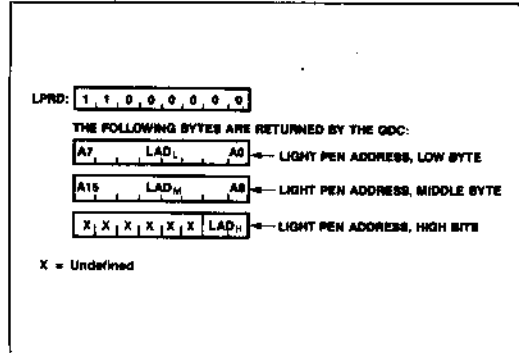 LPRD: 1 1 0 0 0 0 0 0
THE FOLLOWING BYTES ARE RETURNED BY THE GDC:
A7 LADL A0 LIGHT PEN ADDRESS, LOW BYTE
A15 LADM A8 LIGHT PEN ADDRESS, MIDDLE BYTE
X X X X X X LADH LIGHT PEN ADDRESS, HIGH BITS
X = Undefined